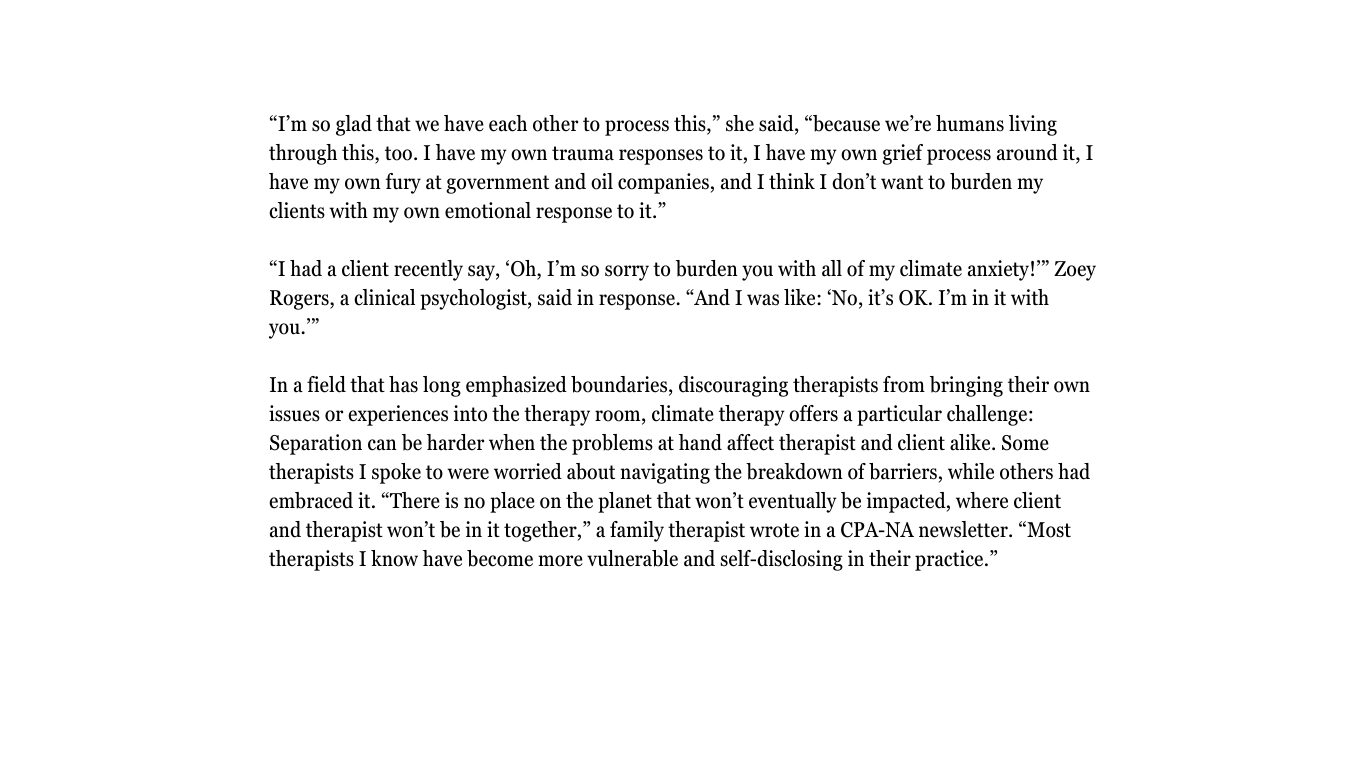 “I’m so glad that we have each other to process this,” she said, “because we’re humans living
through this, too. I have my own trauma responses to it, I have my own grief process around it, I
have my own fury at government and oil companies, and I think I don’t want to burden my
clients with my own emotional response to it.”
“I had a client recently say, ‘Oh, I’m so sorry to burden you with all of my climate anxiety!’” Zoey
Rogers, a clinical psychologist, said in response. “And I was like: ‘No, it’s OK. I’m in it with
you.’”
In a field that has long emphasized boundaries, discouraging therapists from bringing their own
issues or experiences into the therapy room, climate therapy offers a particular challenge:
Separation can be harder when the problems at hand affect therapist and client alike. Some
therapists I spoke to were worried about navigating the breakdown of barriers, while others had
embraced it. “There is no place on the planet that won’t eventually be impacted, where client
and therapist won’t be in it together,” a family therapist wrote in a CPA-NA newsletter. “Most
therapists I know have become more vulnerable and self-disclosing in their practice.”